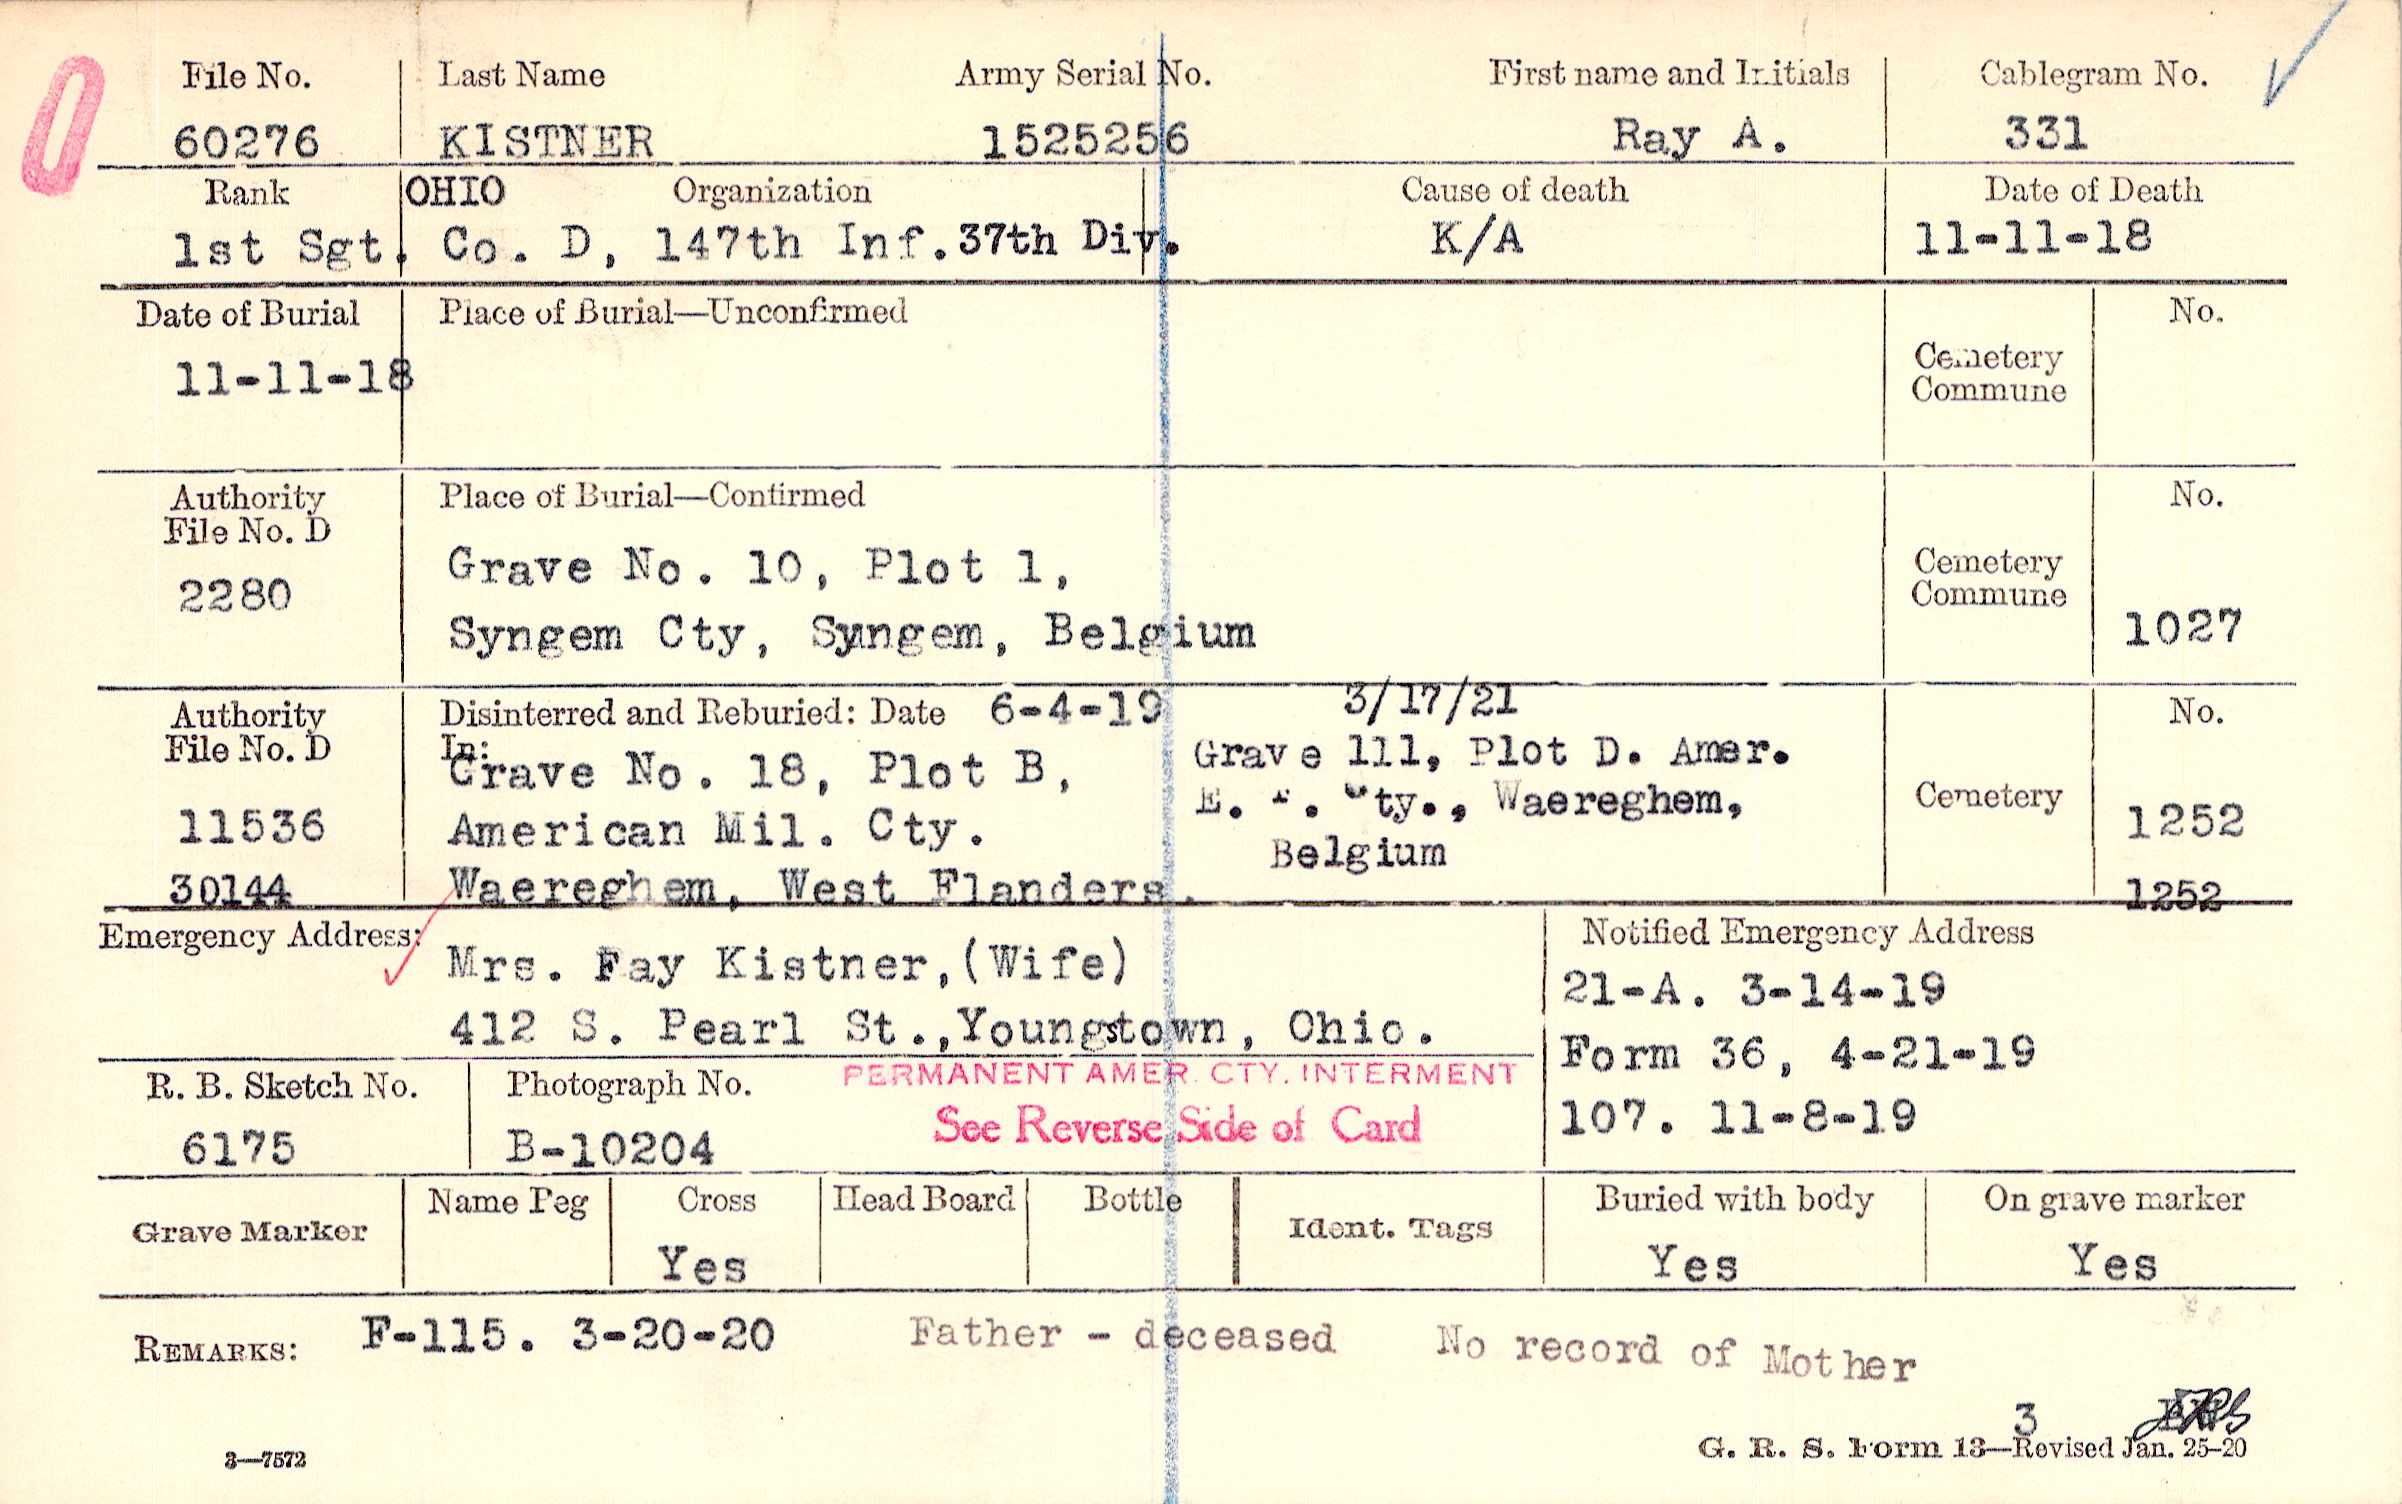 File No. Last Name Army Serial No. First name and Initials Cablegram No.
60276 KISTNER 1525256 Ray A. 331
Rank OHIO Organization Cause of death Date of Death
1st Sgt. Co. D, 147th Inf. 37th Div. K/A 11-11-18
Date of Burial Place of Burial—Unconfirmed No.
11-11-18
Cemetery
Commune
Authority
File No. D
2280
Place of Burial—Confirmed
Grave No. 10, Plot 1,
Syngem Cty, Syngem, Belgium
Cemetery
Commune
No.
1027
Authority
File No. D
11536
30144
Disinterred and Reburied: Date 6-4-19
In:
Grave No. 18, Plot B,
American Mil. Cty.
Waereghem, West Flanders.
3/17/21
Grave 111, Plot D. Amer.
E. F. Cty., Waereghem,
Belgium
Cemetery
No.
1252
1252
Emergency Address:
Mrs. Fay Kistner,(Wife)
412 S. Pearl St.,Youngstown, Ohio.
Notified Emergency Address
21-A. 3-14-19
Form 36, 4-21-19
107. 11-8-19
R. B. Sketch No. Photograph No.
6175 B-10204
PERMANENT AMER. CTY. INTERMENT
See Reverse Side of Card
Grave Marker Name Peg Cross Head Board Bottle Ident. Tags Buried with body On grave marker
Yes Yes Yes
REMARKS: F-115. 3-20-20 Father - deceased No record of Mother
3
3—7572 G. R. S. Form 13—Revised Jan. 25-20